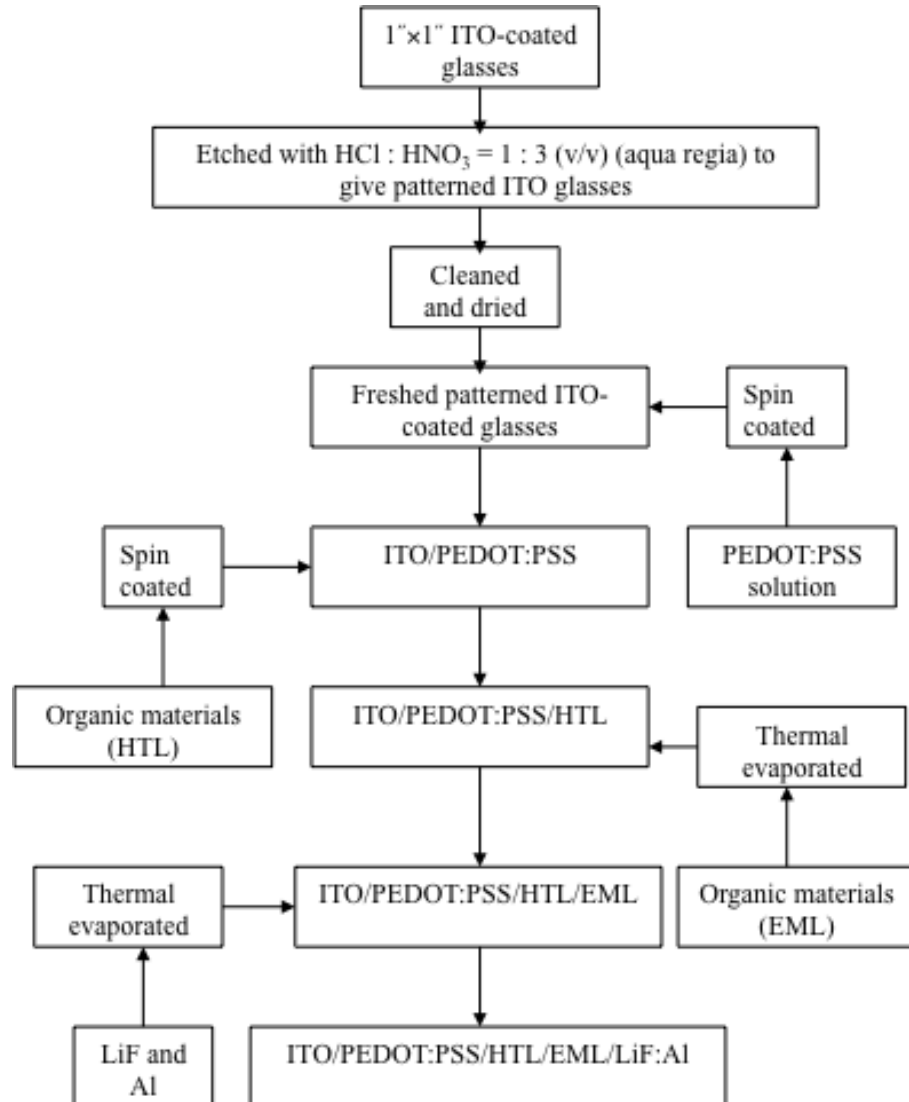 1¨×1¨ ITO-coated
glasses
Etched with HCl : HNO₃ = 1 : 3 (v/v) (aqua regia) to
give patterned ITO glasses
Cleaned
and dried
Freshed patterned ITO-
coated glasses
Spin
coated
Spin
coated
ITO/PEDOT:PSS
PEDOT:PSS
solution
Organic materials
(HTL)
ITO/PEDOT:PSS/HTL
Thermal
evaporated
Thermal
evaporated
ITO/PEDOT:PSS/HTL/EML
Organic materials
(EML)
LiF and
Al
ITO/PEDOT:PSS/HTL/EML/LiF:Al